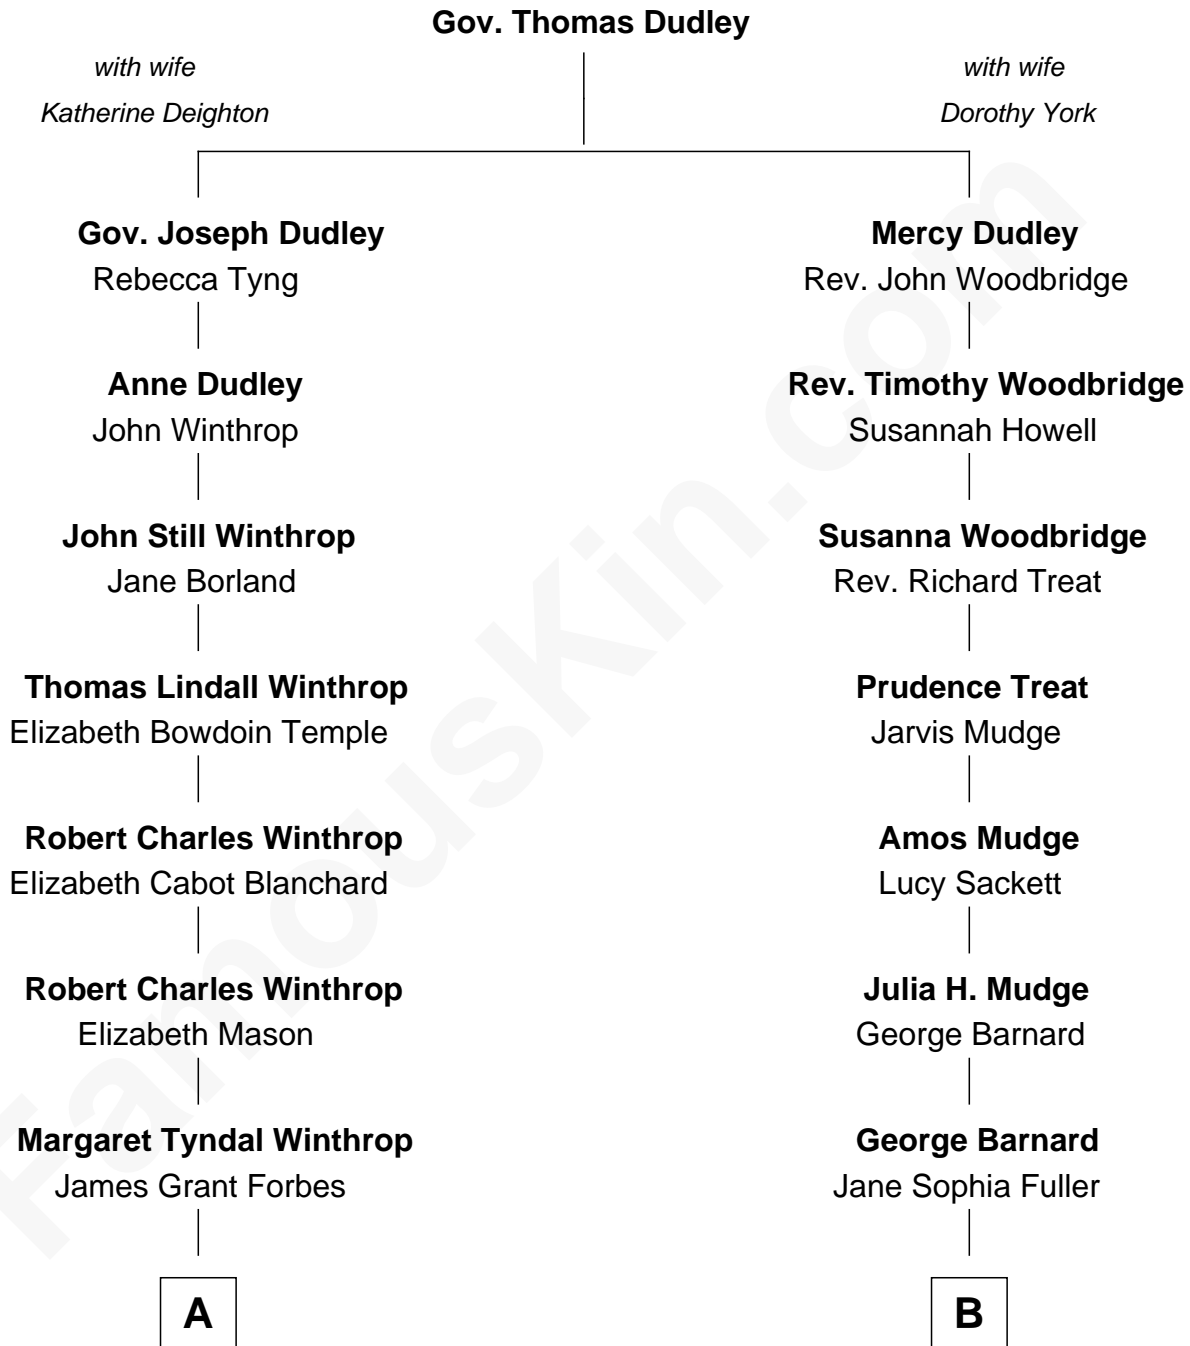 Gov. Thomas Dudley
with wife
Katherine Deighton
with wife
Dorothy York
Gov. Joseph Dudley
Rebecca Tyng
Mercy Dudley
Rev. John Woodbridge
Anne Dudley
John Winthrop
Rev. Timothy Woodbridge
Susannah Howell
John Still Winthrop
Jane Borland
Susanna Woodbridge
Rev. Richard Treat
Thomas Lindall Winthrop
Elizabeth Bowdoin Temple
Prudence Treat
Jarvis Mudge
Robert Charles Winthrop
Elizabeth Cabot Blanchard
Amos Mudge
Lucy Sackett
Robert Charles Winthrop
Elizabeth Mason
Julia H. Mudge
George Barnard
Margaret Tyndal Winthrop
James Grant Forbes
George Barnard
Jane Sophia Fuller
A
B
FamousKin.com